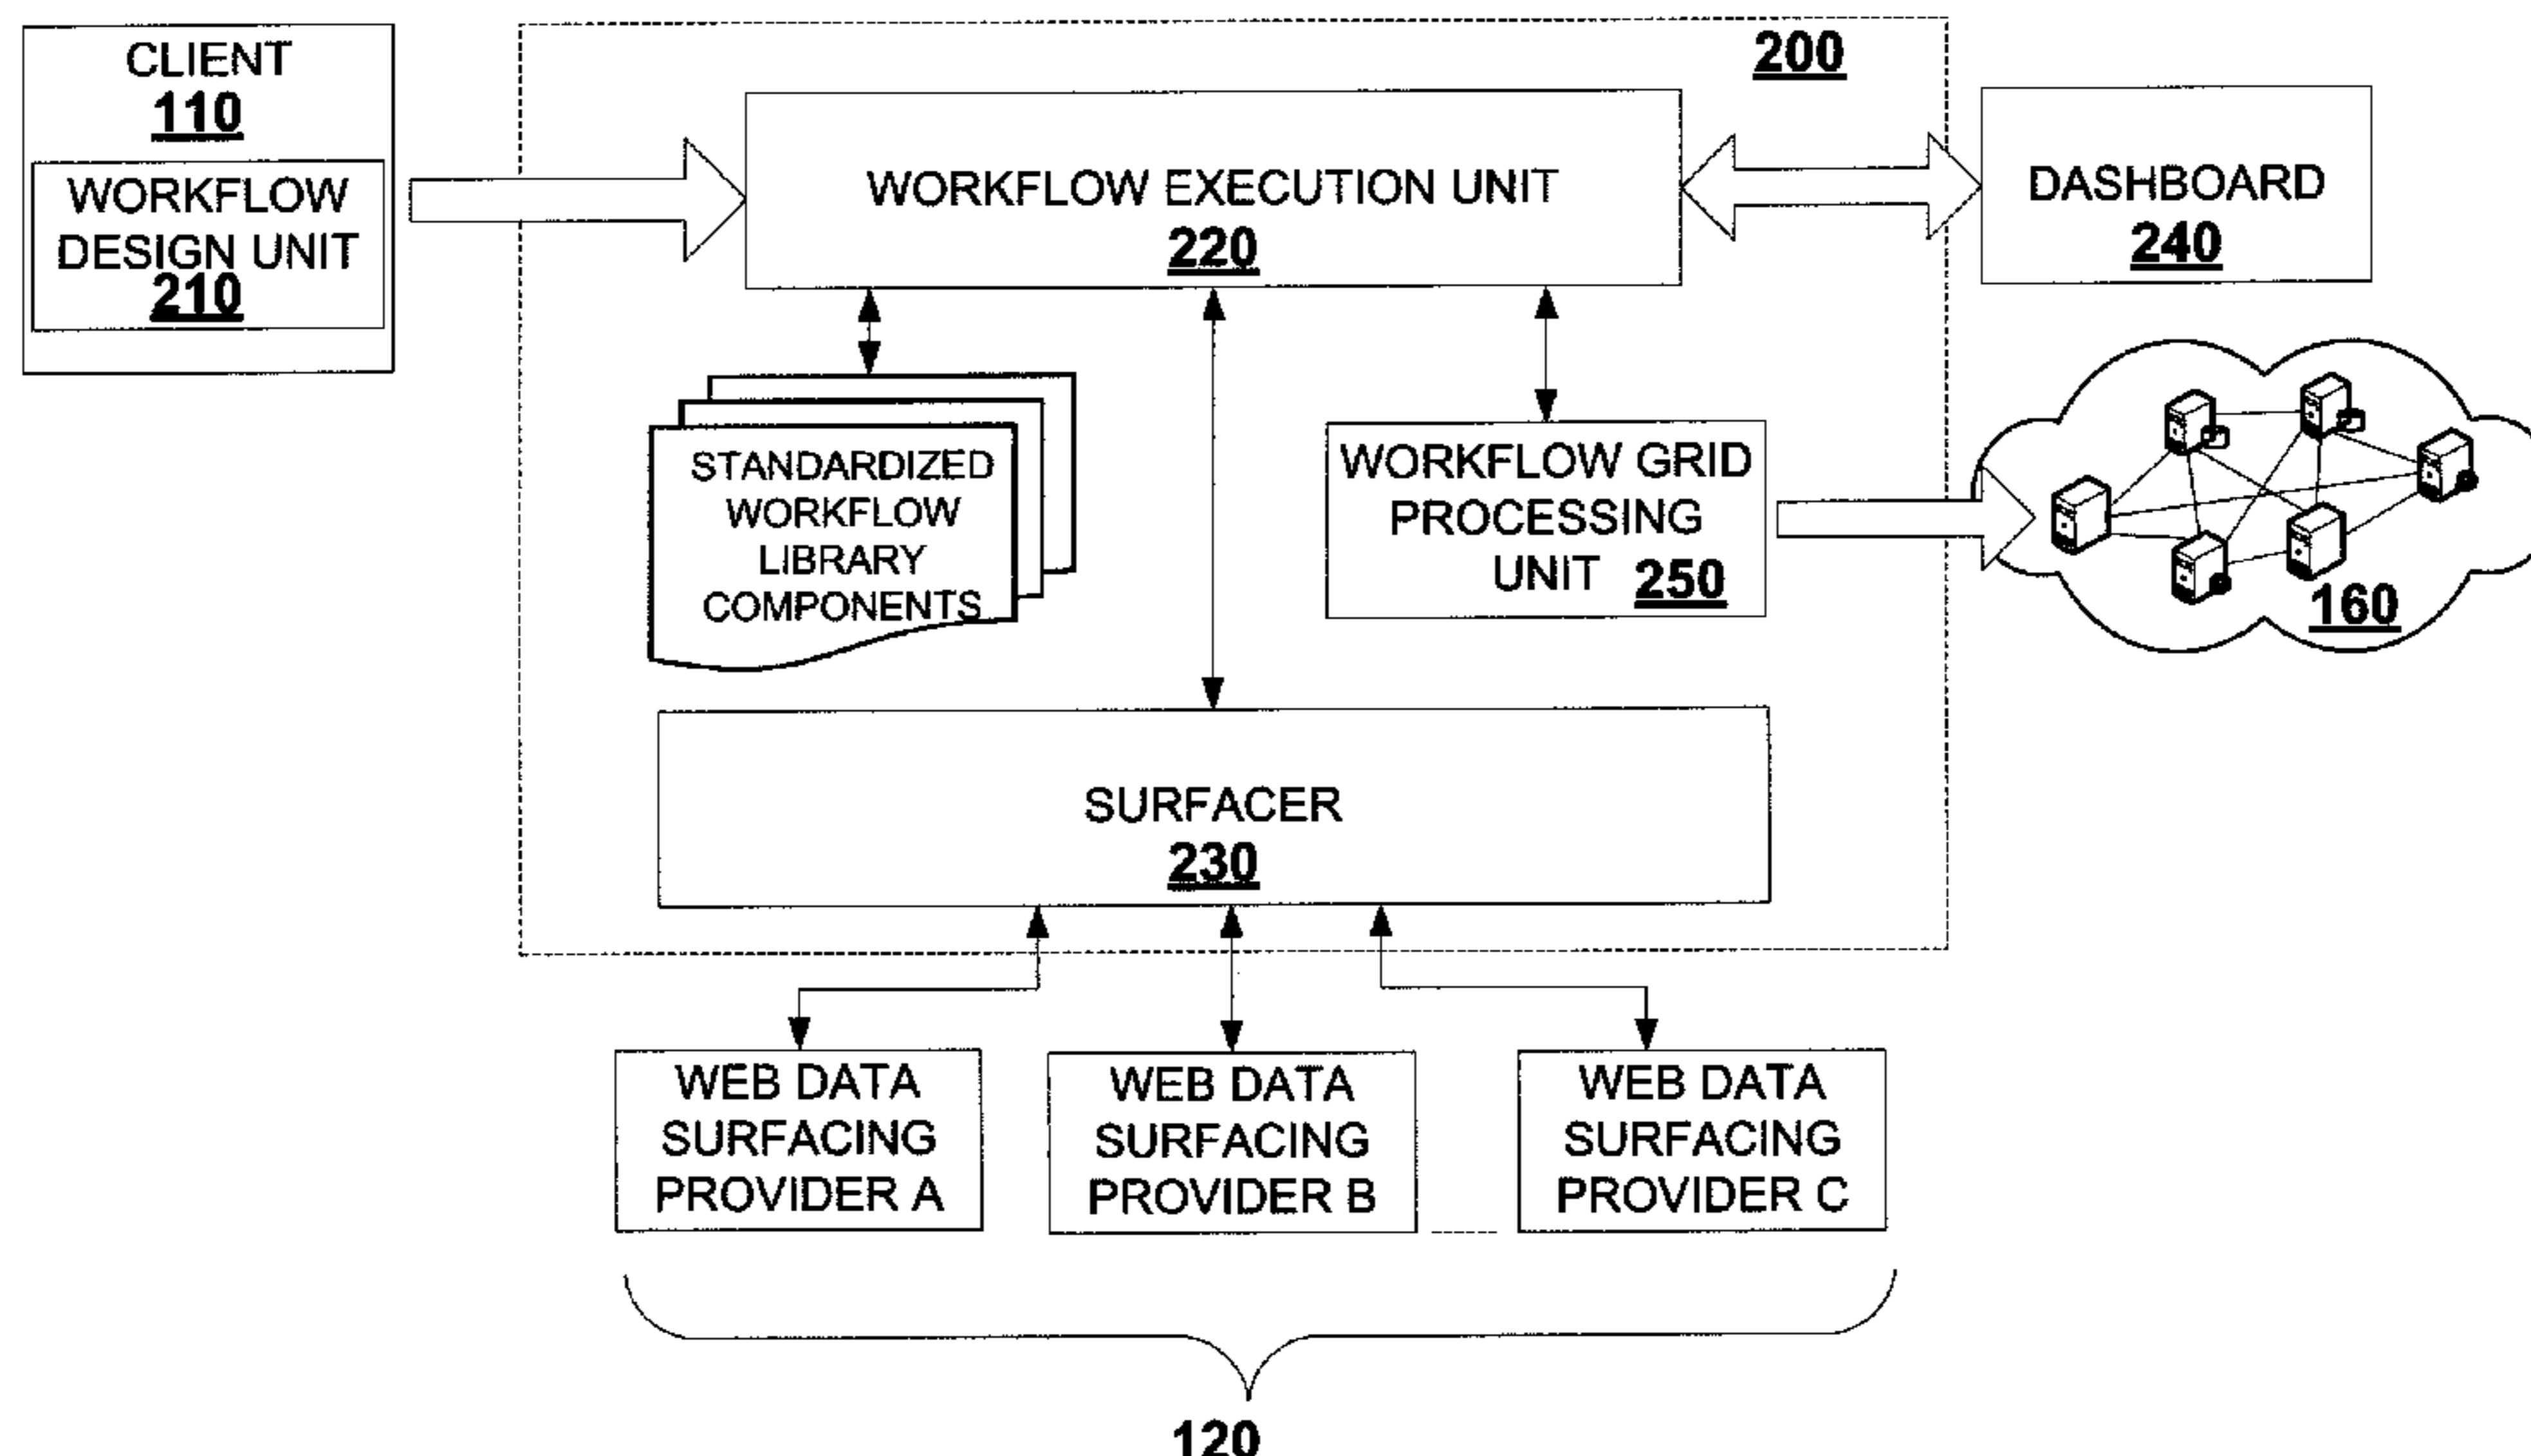 CLIENT
110
WORKFLOW
DESIGN UNIT
210
200
WORKFLOW EXECUTION UNIT
220
DASHBOARD
240
STANDARDIZED
WORKFLOW
LIBRARY
COMPONENTS
WORKFLOW GRID
PROCESSING
UNIT 250
160
SURFACER
230
WEB DATA
SURFACING
PROVIDER A
WEB DATA
SURFACING
PROVIDER B
WEB DATA
SURFACING
PROVIDER C
120